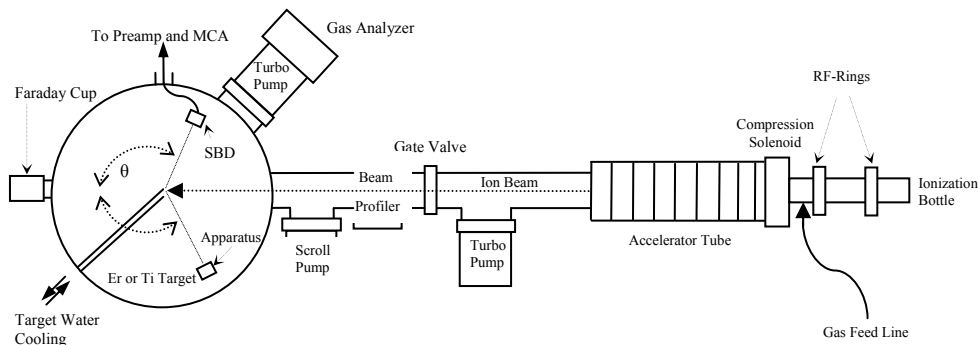 To Preamp and MCA
Gas Analyzer
Turbo
Pump
RF-Rings
Faraday Cup
SBD
θ
Compression
Solenoid
Gate Valve
Beam
Profiler
Ion Beam
Ionization
Bottle
Accelerator Tube
Apparatus
Scroll
Pump
Turbo
Pump
Er or Ti Target
Target Water
Cooling
Gas Feed Line